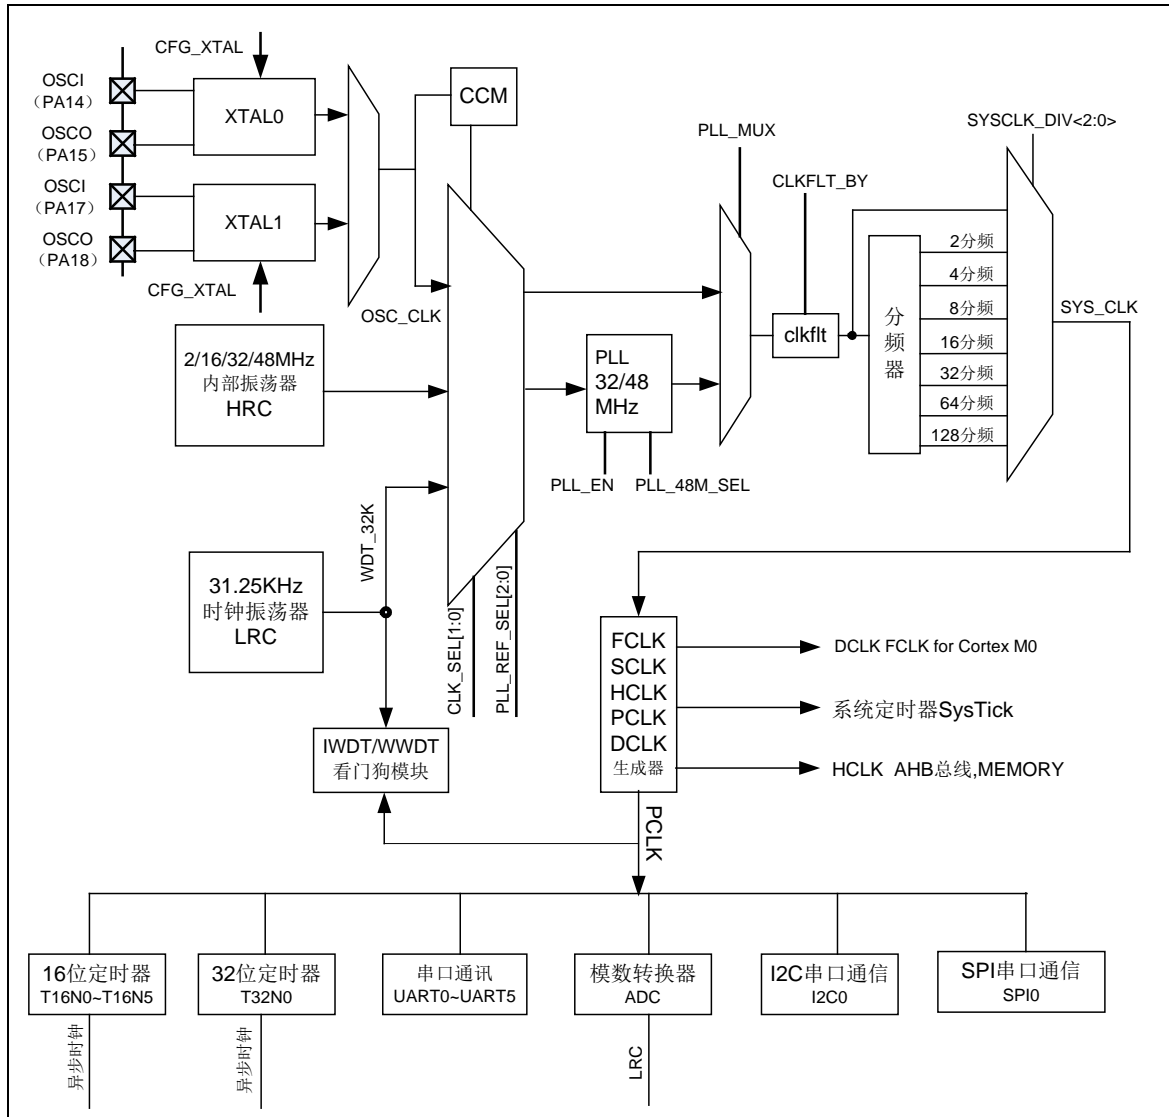 CFG_XTAL
OSCI
（PA14）
XTAL0
OSCO
（PA15）
CCM
OSCI
（PA17）
XTAL1
OSCO
（PA18）
CFG_XTAL
OSC_CLK
PLL_MUX
CLKFLT_BY
SYSCLK_DIV<2:0>
2/16/32/48MHz
内部振荡器
HRC
PLL
32/48
MHz
PLL_EN
PLL_48M_SEL
clkflt
分
频
器
2分频
4分频
8分频
16分频
32分频
64分频
128分频
SYS_CLK
WDT_32K
31.25KHz
时钟振荡器
LRC
CLK_SEL[1:0]
PLL_REF_SEL[2:0]
IWDT/WWDT
看门狗模块
FCLK
SCLK
HCLK
PCLK
DCLK
生成器
DCLK FCLK for Cortex M0
系统定时器SysTick
HCLK AHB总线,MEMORY
PCLK
16位定时器
T16N0~T16N5
32位定时器
T32N0
串口通讯
UART0~UART5
模数转换器
ADC
I2C串口通信
I2C0
SPI串口通信
SPI0
异步时钟
异步时钟
LRC